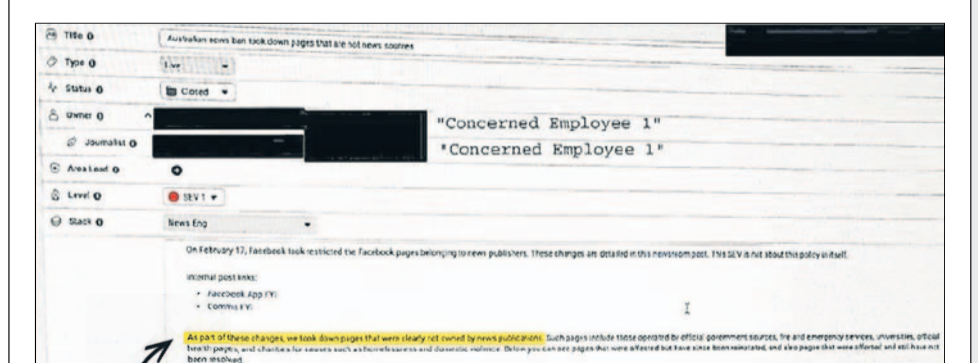 Title
Australian news ban took down pages that are not news sources
Type
Live
Status
Closed
Owner
"Concerned Employee 1"
Journalist
"Concerned Employee 1"
Area Lead
Level
SEV 1
Stack
News Eng
On February 17, Facebook took restricted the Facebook pages belonging to news publishers. These changes are detailed in this newsroom post. This SEV is not about this policy in itself.
Internal post links:
• Facebook App FYI
• Comms FYI
As part of these changes, we took down pages that were clearly not owned by news publications. Such pages include those operated by official government sources, fire and emergency services, universities, official
health pages, and charities for causes such as homelessness and domestic violence. Below you can see pages that were affected but have since been reinstated, and also pages that were affected and still have not
been resolved.